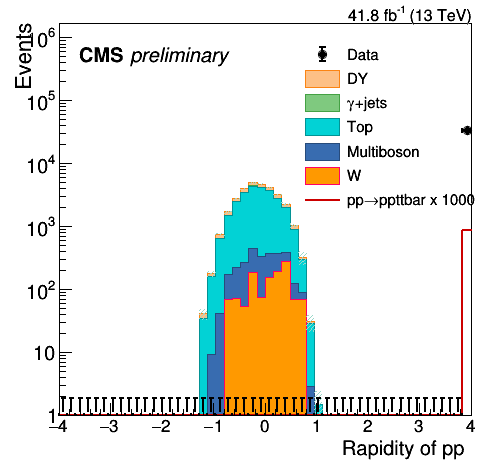 41.8 fb⁻¹ (13 TeV)
Events
CMS preliminary
Data
DY
γ+jets
Top
Multiboson
W
pp→ppttbar x 1000
10⁶
10⁵
10⁴
10³
10²
10
1
−4 −3 −2 −1 0 1 2 3 4
Rapidity of pp